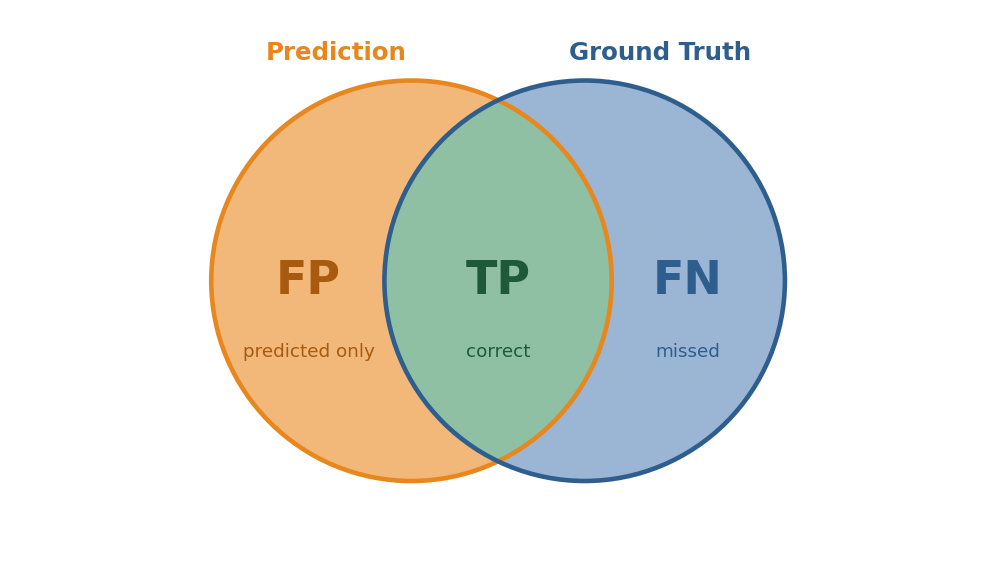 Prediction
Ground Truth
FP
TP
FN
predicted only
correct
missed